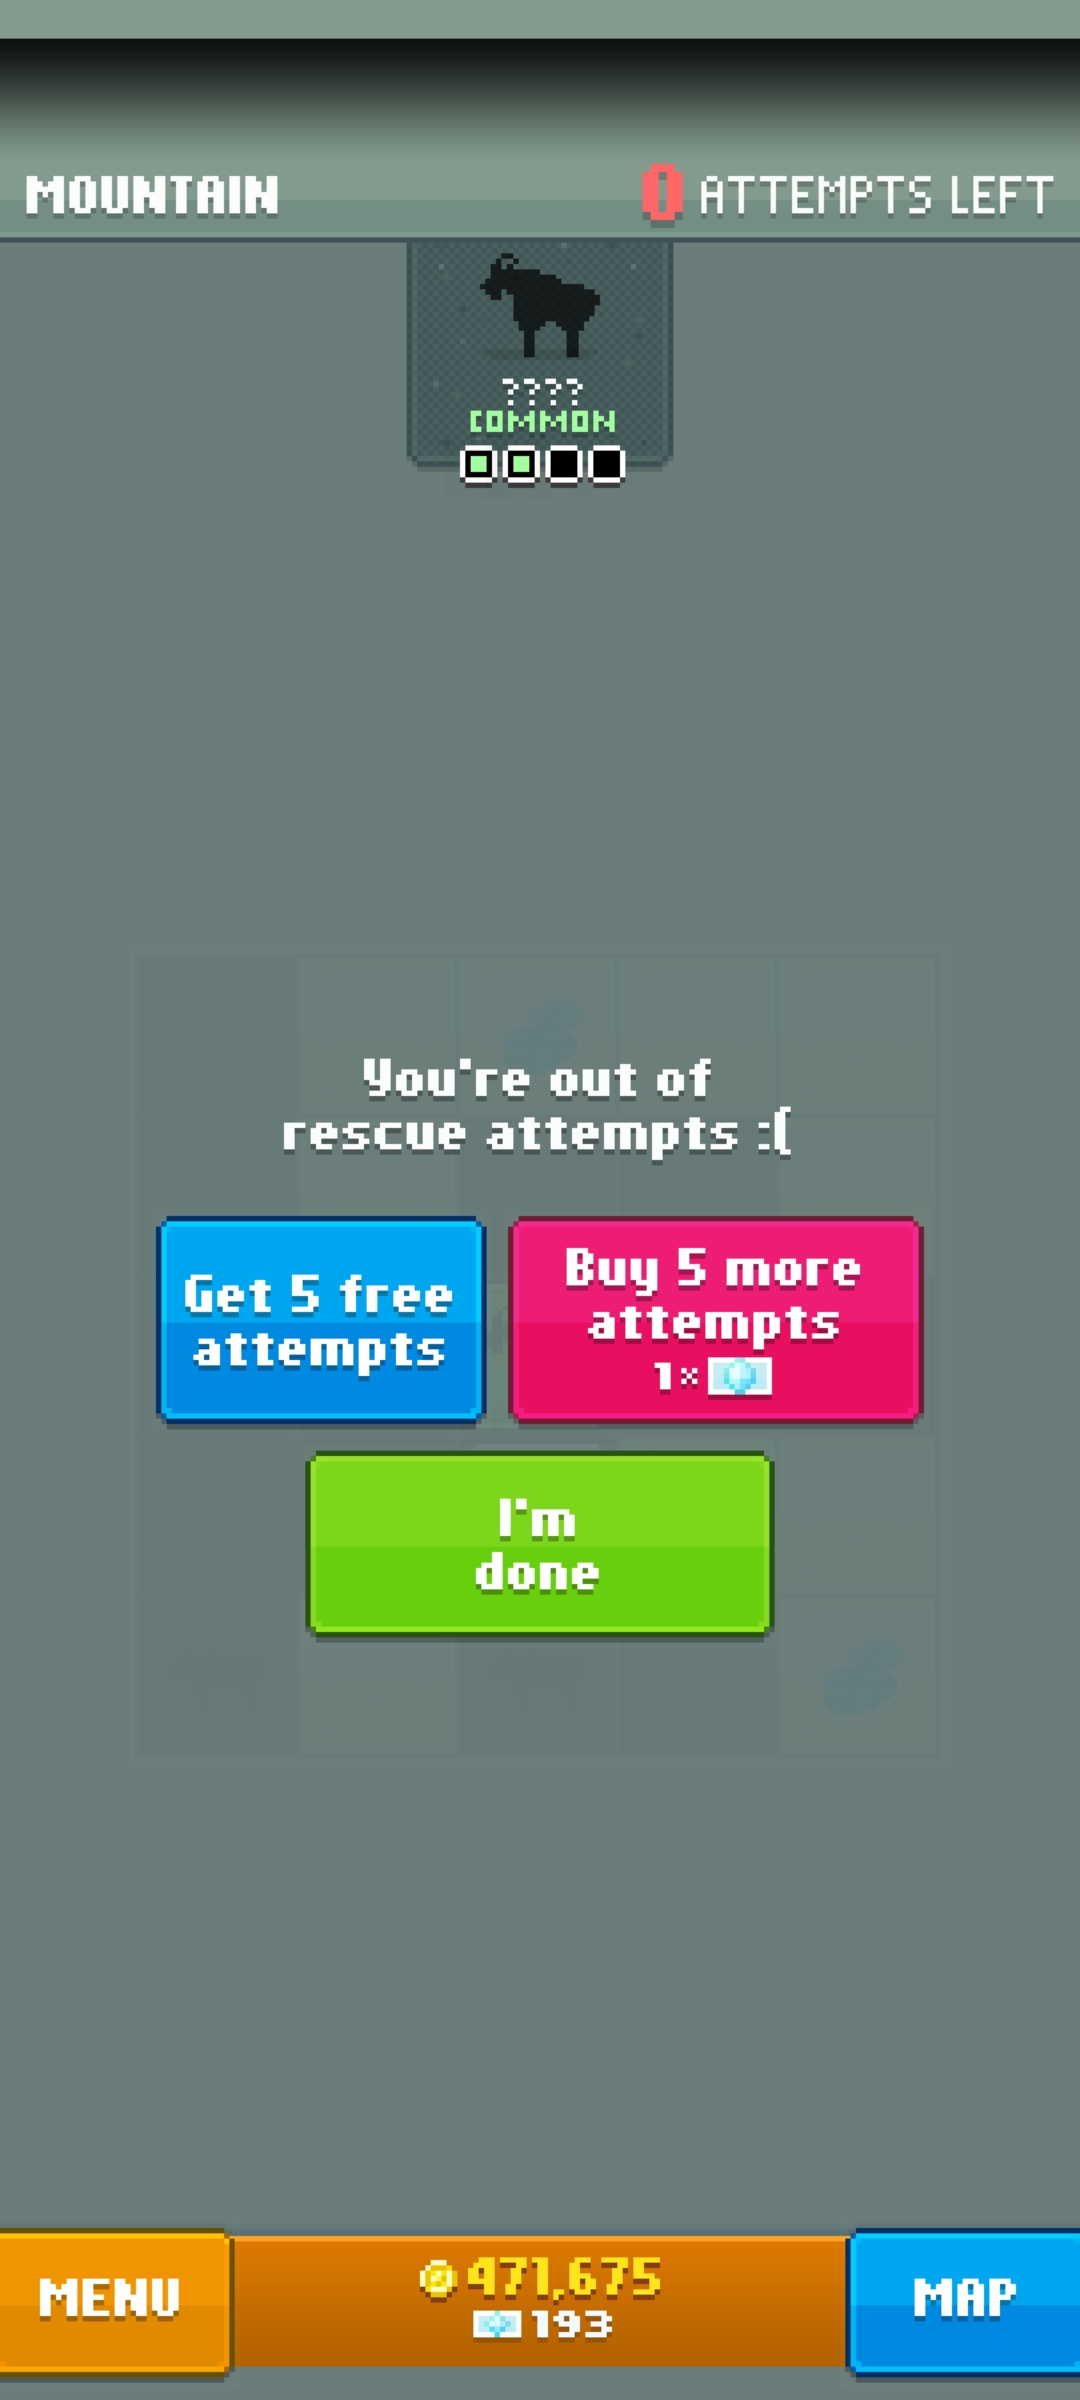 MOUNTAIN
0 ATTEMPTS LEFT
????
COMMON
You're out of
rescue attempts :(
Get 5 free
attempts
Buy 5 more
attempts
1×
I'm
done
MENU
471,675
193
MAP